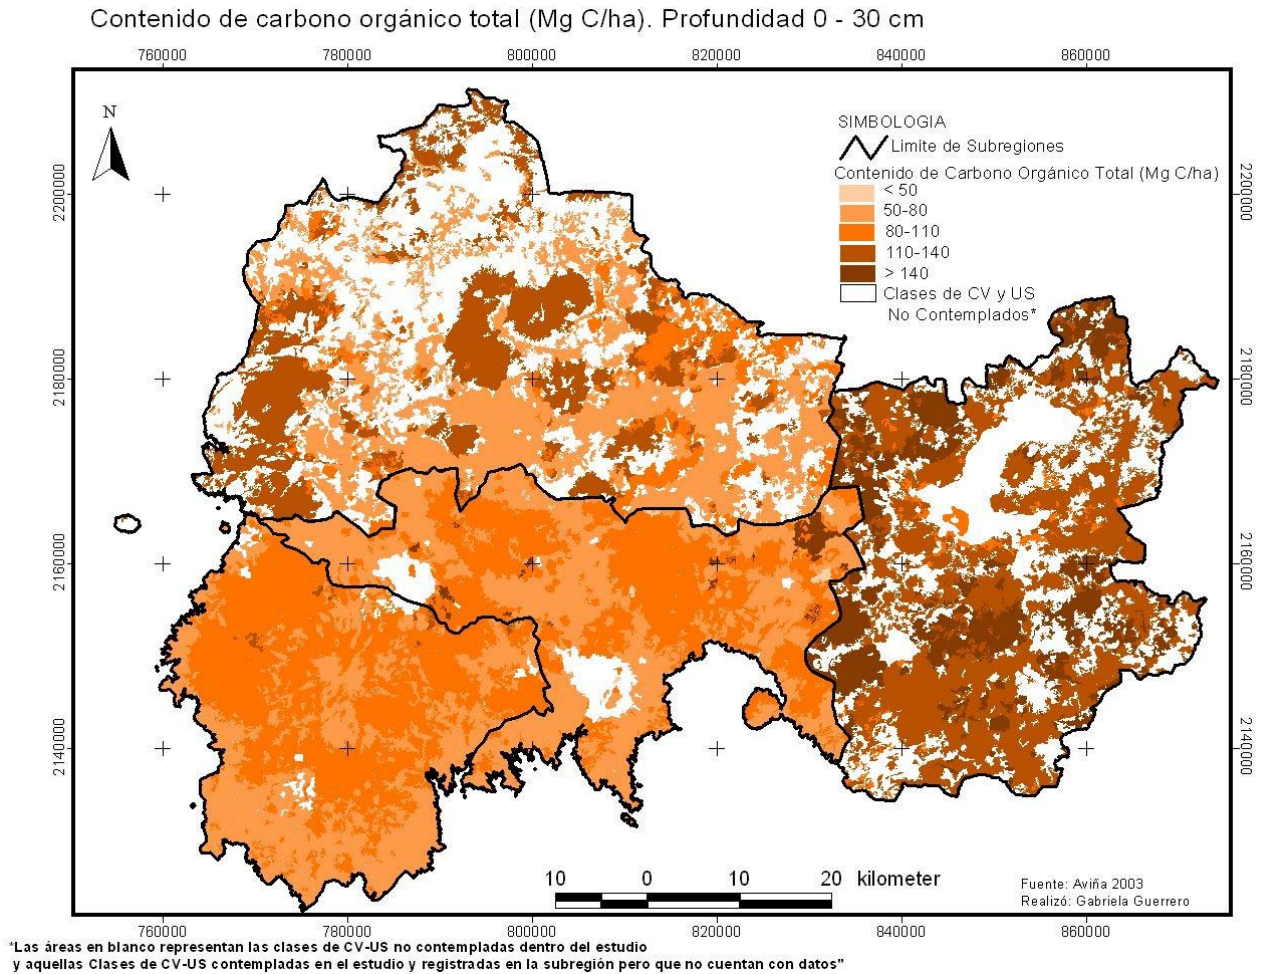 Contenido de carbono orgánico total (Mg C/ha). Profundidad 0 - 30 cm
760000 780000 800000 820000 840000 860000
N
SIMBOLOGIA
Limite de Subregiones
Contenido de Carbono Orgánico Total (Mg C/ha)
< 50
50-80
80-110
110-140
> 140
Clases de CV y US
No Contemplados*
2200000 2200000
2180000 2180000
2160000 2160000
2140000 2140000
10 0 10 20 kilometer
Fuente: Aviña 2003
Realizó: Gabriela Guerrero
760000 780000 800000 820000 840000 860000
"Las áreas en blanco representan las clases de CV-US no contempladas dentro del estudio
y aquellas Clases de CV-US contempladas en el estudio y registradas en la subregión pero que no cuentan con datos"